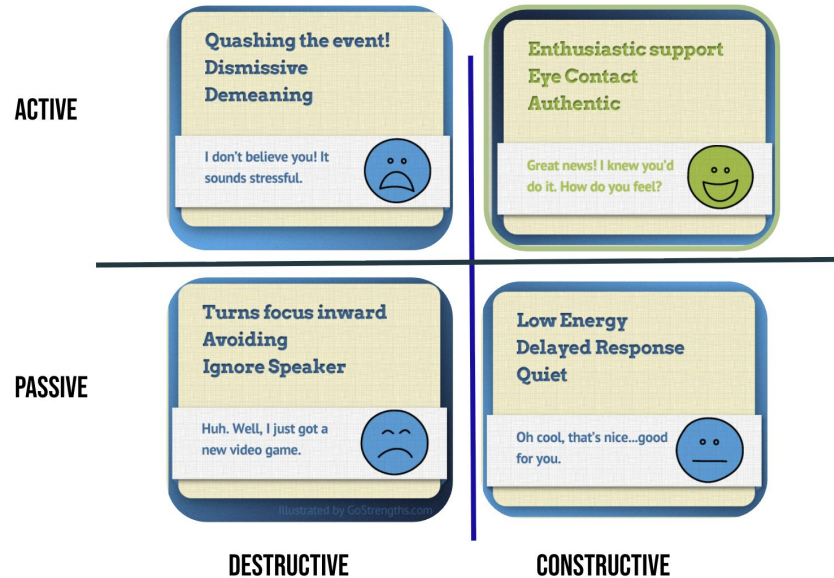 ACTIVE
Quashing the event!
Dismissive
Demeaning
I don't believe you! It
sounds stressful.
Enthusiastic support
Eye Contact
Authentic
Great news! I knew you'd
do it. How do you feel?
PASSIVE
Turns focus inward
Avoiding
Ignore Speaker
Huh. Well, I just got a
new video game.
Illustrated by GoStrengths.com
Low Energy
Delayed Response
Quiet
Oh cool, that's nice...good
for you.
DESTRUCTIVE
CONSTRUCTIVE